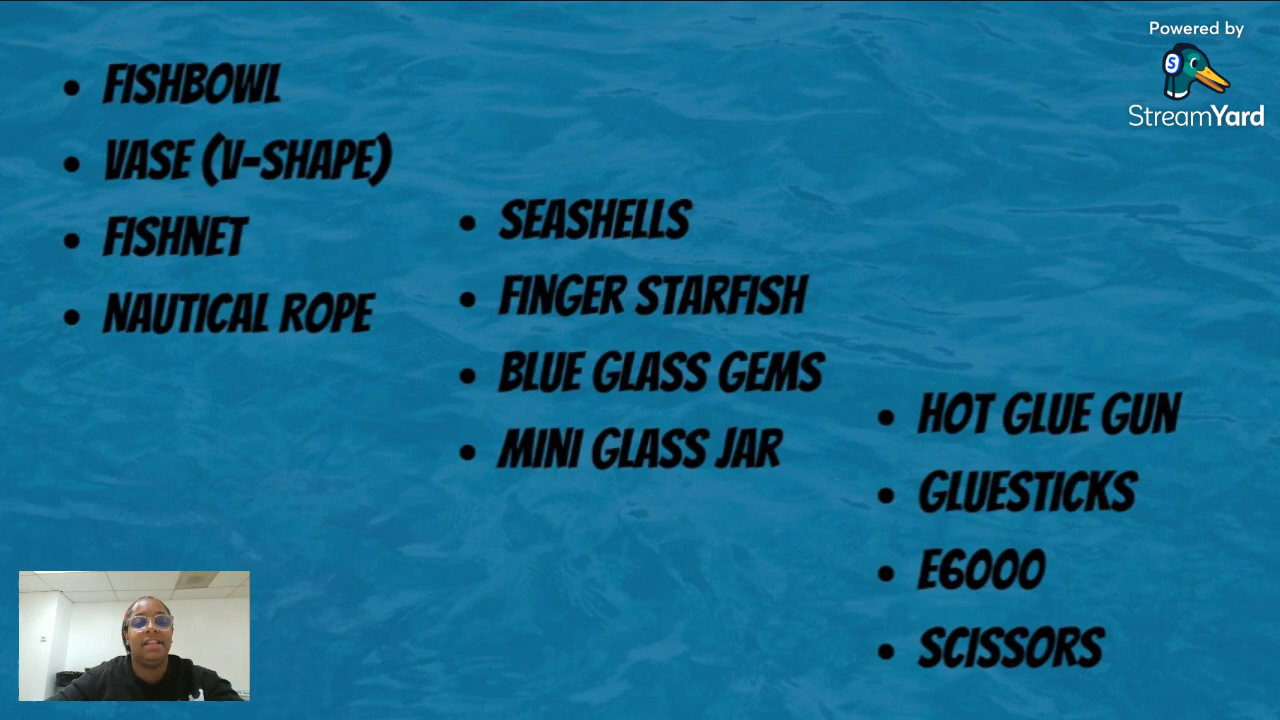 Powered by
StreamYard
FISHBOWL
VASE (V-SHAPE)
FISHNET
NAUTICAL ROPE
SEASHELLS
FINGER STARFISH
BLUE GLASS GEMS
MINI GLASS JAR
HOT GLUE GUN
GLUESTICKS
E6000
SCISSORS